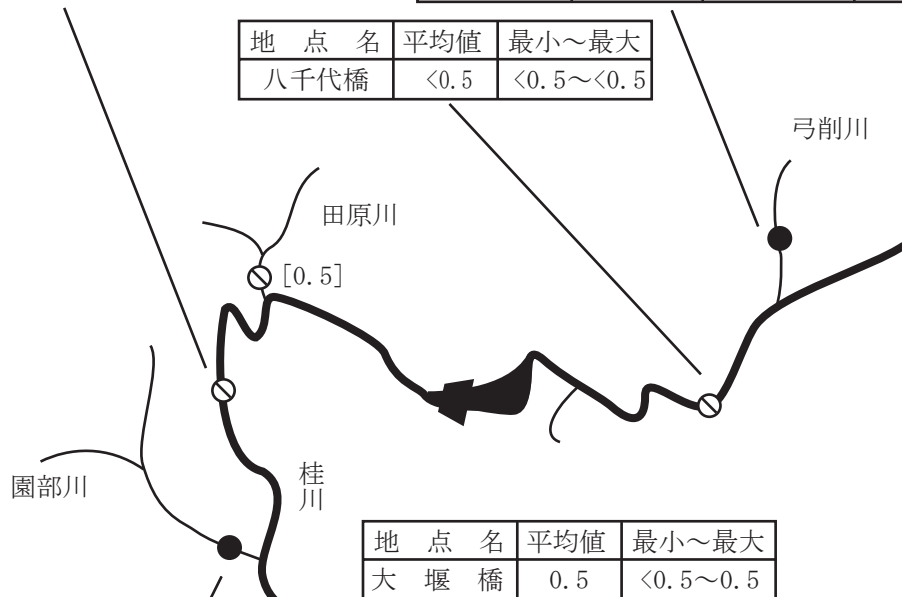 地点名 平均値 最小～最大
八千代橋 <0.5 <0.5～<0.5
弓削川
田原川
[0.5]
桂川
園部川
地点名 平均値 最小～最大
大堰橋 0.5 <0.5～0.5